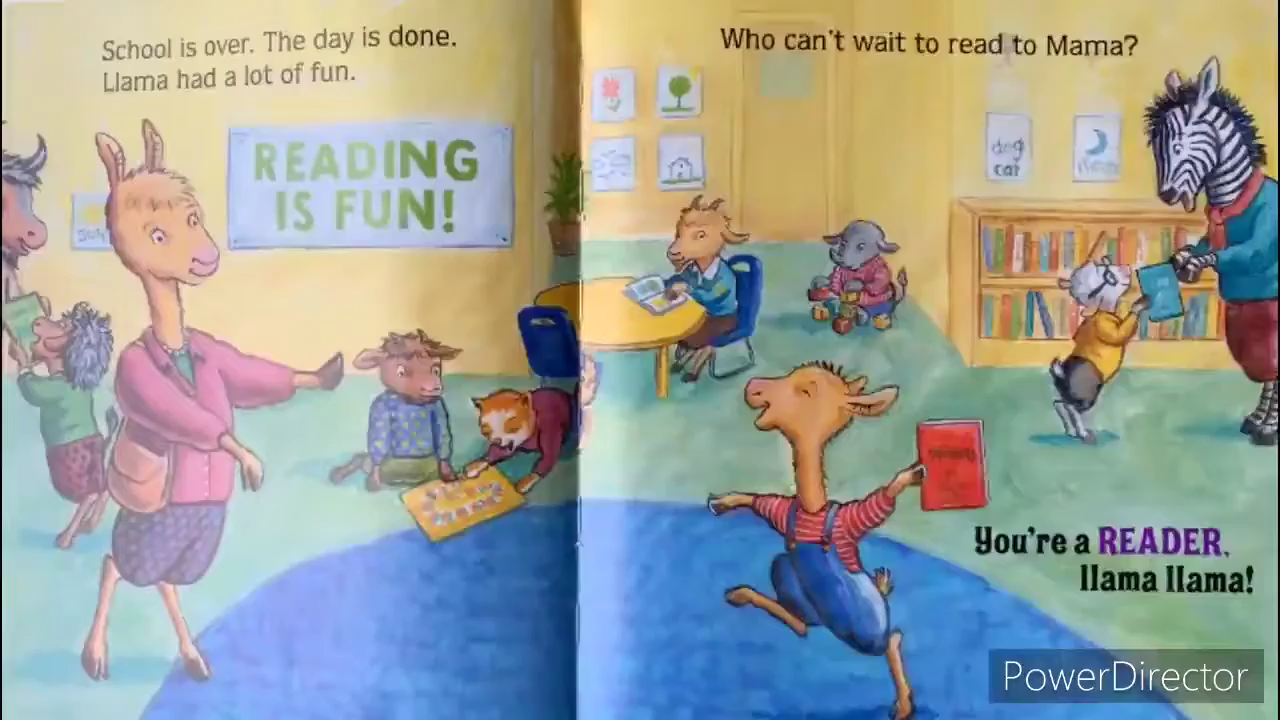 School is over. The day is done.
Llama had a lot of fun.
READING
IS FUN!
Who can't wait to read to Mama?
dog
car
You're a READER,
llama llama!
PowerDirector